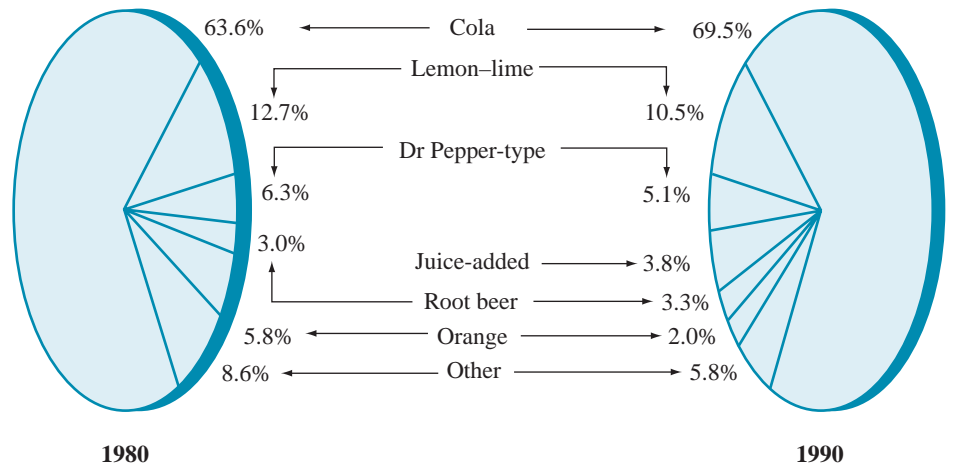 63.6% Cola 69.5%
Lemon–lime
12.7% 10.5%
Dr Pepper-type
6.3% 5.1%
3.0%
Juice-added 3.8%
Root beer 3.3%
5.8% Orange 2.0%
8.6% Other 5.8%
1980 1990